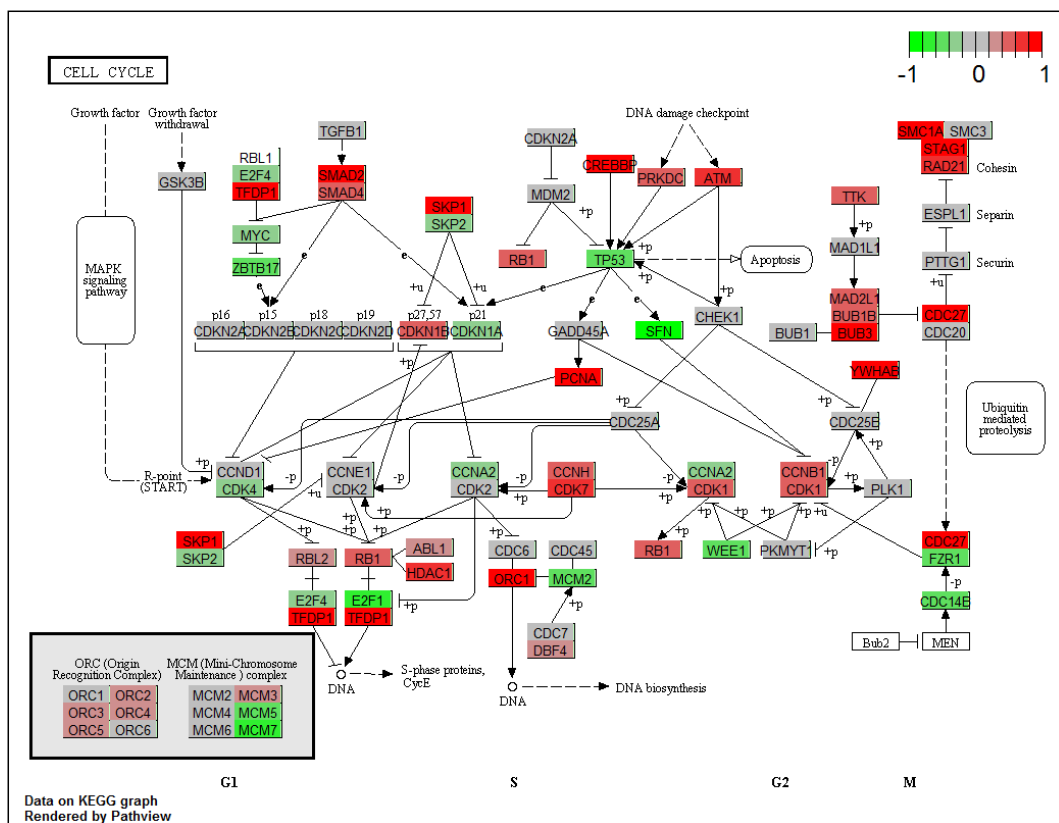 -1 0 1
CELL CYCLE
Growth factor
Growth factor
withdrawal
TGFB1
CDKN2A
DNA damage checkpoint
SMC1A SMC3
STAG1
RAD21
Cohesin
RBL1
E2F4
TFDP1
GSK3B
SMAD2
SMAD4
CREBBP
PRKDC
ATM
MDM2
TTK
+p
SKP1
SKP2
ESPL1
Separin
MYC
+p
MAD1L1
RB1
+p
TP53
Apoptosis
PTTG1
Securin
ZBTB17
MAPK
signaling
pathway
e
e
e
+u
+u
e
e
e
+p
+p
+u
MAD2L1
BUB1B
BUB3
BUB1
CDC27
CDC20
p16
p15
p18
p19
p27,57
p21
CDKN2A
CDKN2B
CDKN2C
CDKN2D
CDKN1B
CDKN1A
GADD45A
SFN
CHEK1
+p
PCNA
YWHAB
CDC25A
+p
+p
CDC25B
Ubiquitin
mediated
proteolysis
R-point
(START)
+p
CCND1
CDK4
-p
CCNE1
CDK2
-p
CCNA2
CDK2
-p
+p
CCNH
CDK7
-p
+p
CCNA2
CDK1
CCNB1
CDK1
-p
+p
PLK1
+u
SKP1
SKP2
+p
+p
+p
+p
+p
RBL2
RB1
ABL1
HDAC1
CDC6
CDC45
ORC1
MCM2
+p
RB1
+p
WEE1
+p
PKMYT1
+p
+u
+p
CDC27
FZR1
-p
CDC14B
E2F4
TFDP1
E2F1
TFDP1
+p
+p
CDC7
DBF4
Bub2
MEN
DNA
S-phase proteins,
CycE
DNA
DNA biosynthesis
ORC (Origin
Recognition Complex)
MCM (Mini-Chromosome
Maintenance ) complex
ORC1 ORC2
ORC3 ORC4
ORC5 ORC6
MCM2 MCM3
MCM4 MCM5
MCM6 MCM7
G1
S
G2
M
Data on KEGG graph
Rendered by Pathview